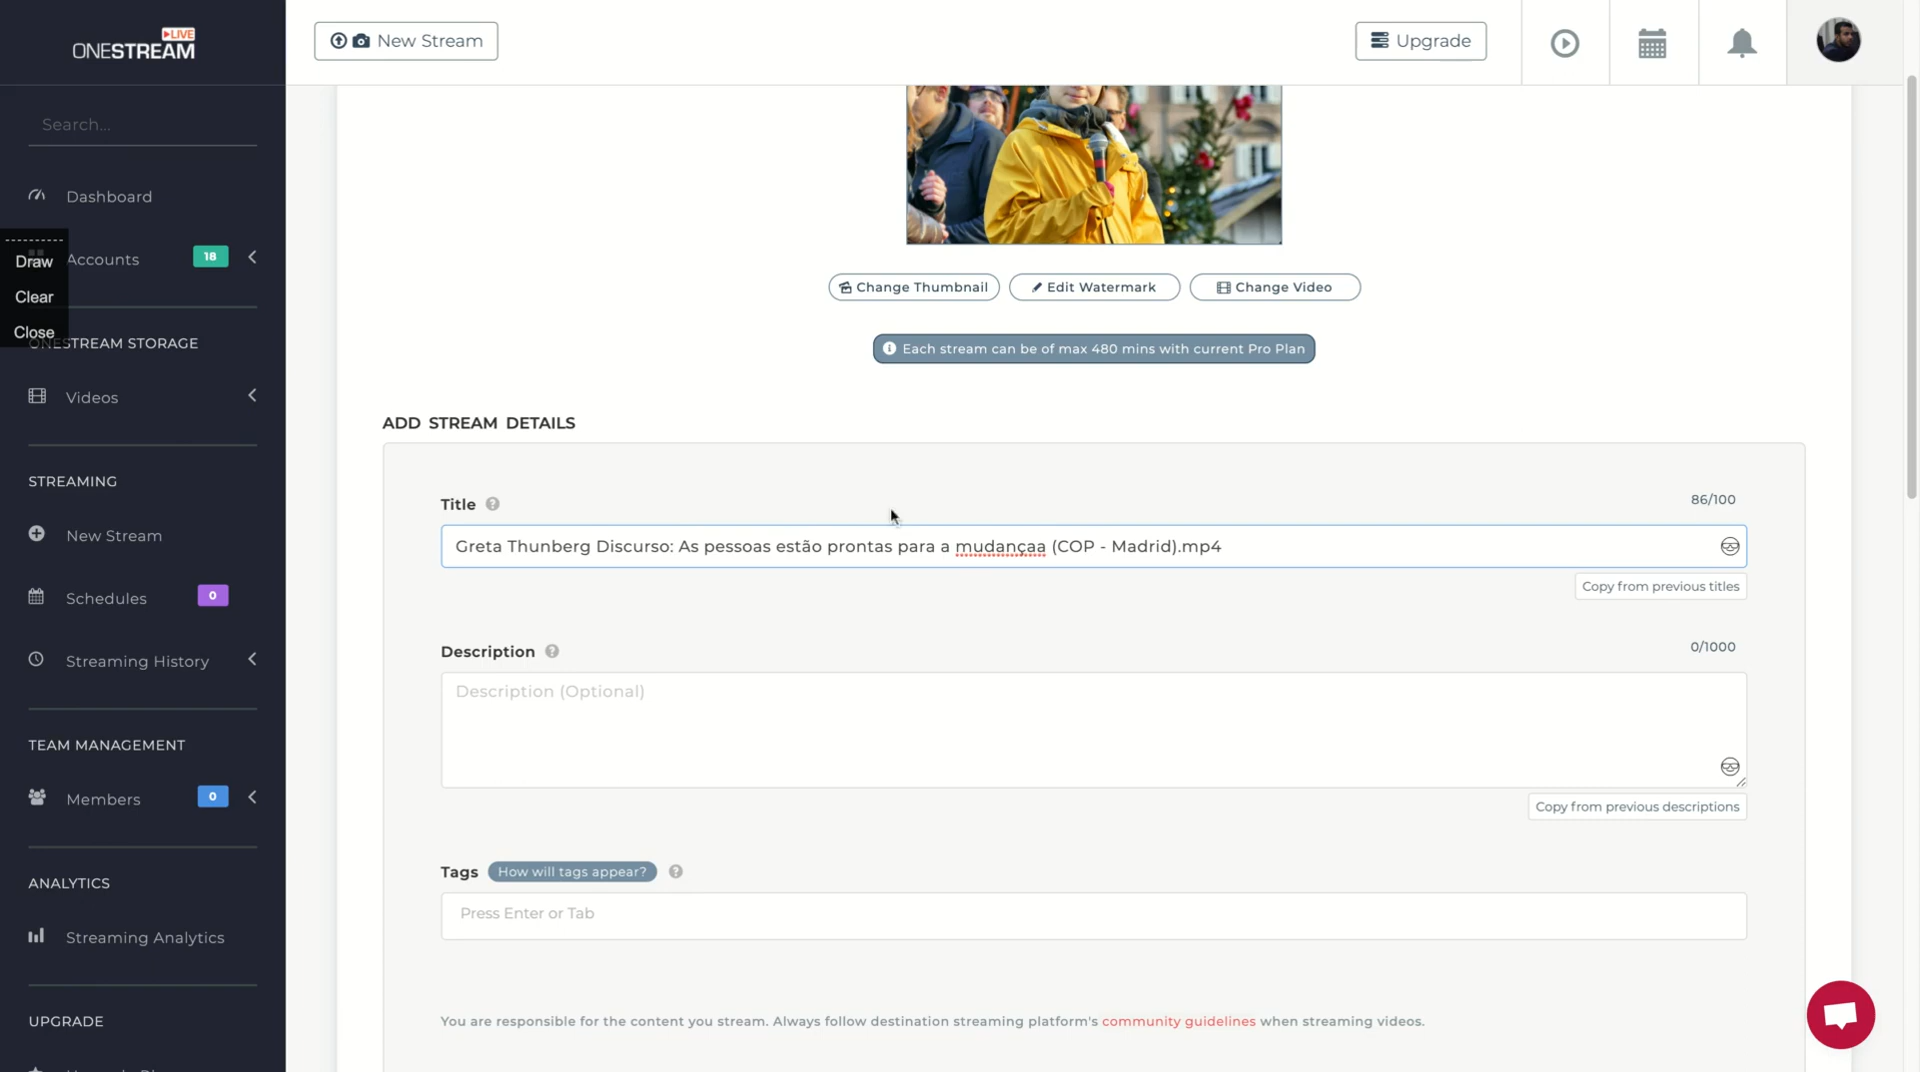 LIVE
ONESTREAM
New Stream
Upgrade
Search...
Dashboard
Accounts
18
Draw
Clear
Close
ONESTREAM STORAGE
Videos
STREAMING
New Stream
Schedules
0
Streaming History
TEAM MANAGEMENT
Members
0
ANALYTICS
Streaming Analytics
UPGRADE
Change Thumbnail
Edit Watermark
Change Video
Each stream can be of max 480 mins with current Pro Plan
ADD STREAM DETAILS
Title
86/100
Greta Thunberg Discurso: As pessoas estão prontas para a mudançaa (COP - Madrid).mp4
Copy from previous titles
Description
0/1000
Description (Optional)
Copy from previous descriptions
Tags
How will tags appear?
Press Enter or Tab
You are responsible for the content you stream. Always follow destination streaming platform's community guidelines when streaming videos.